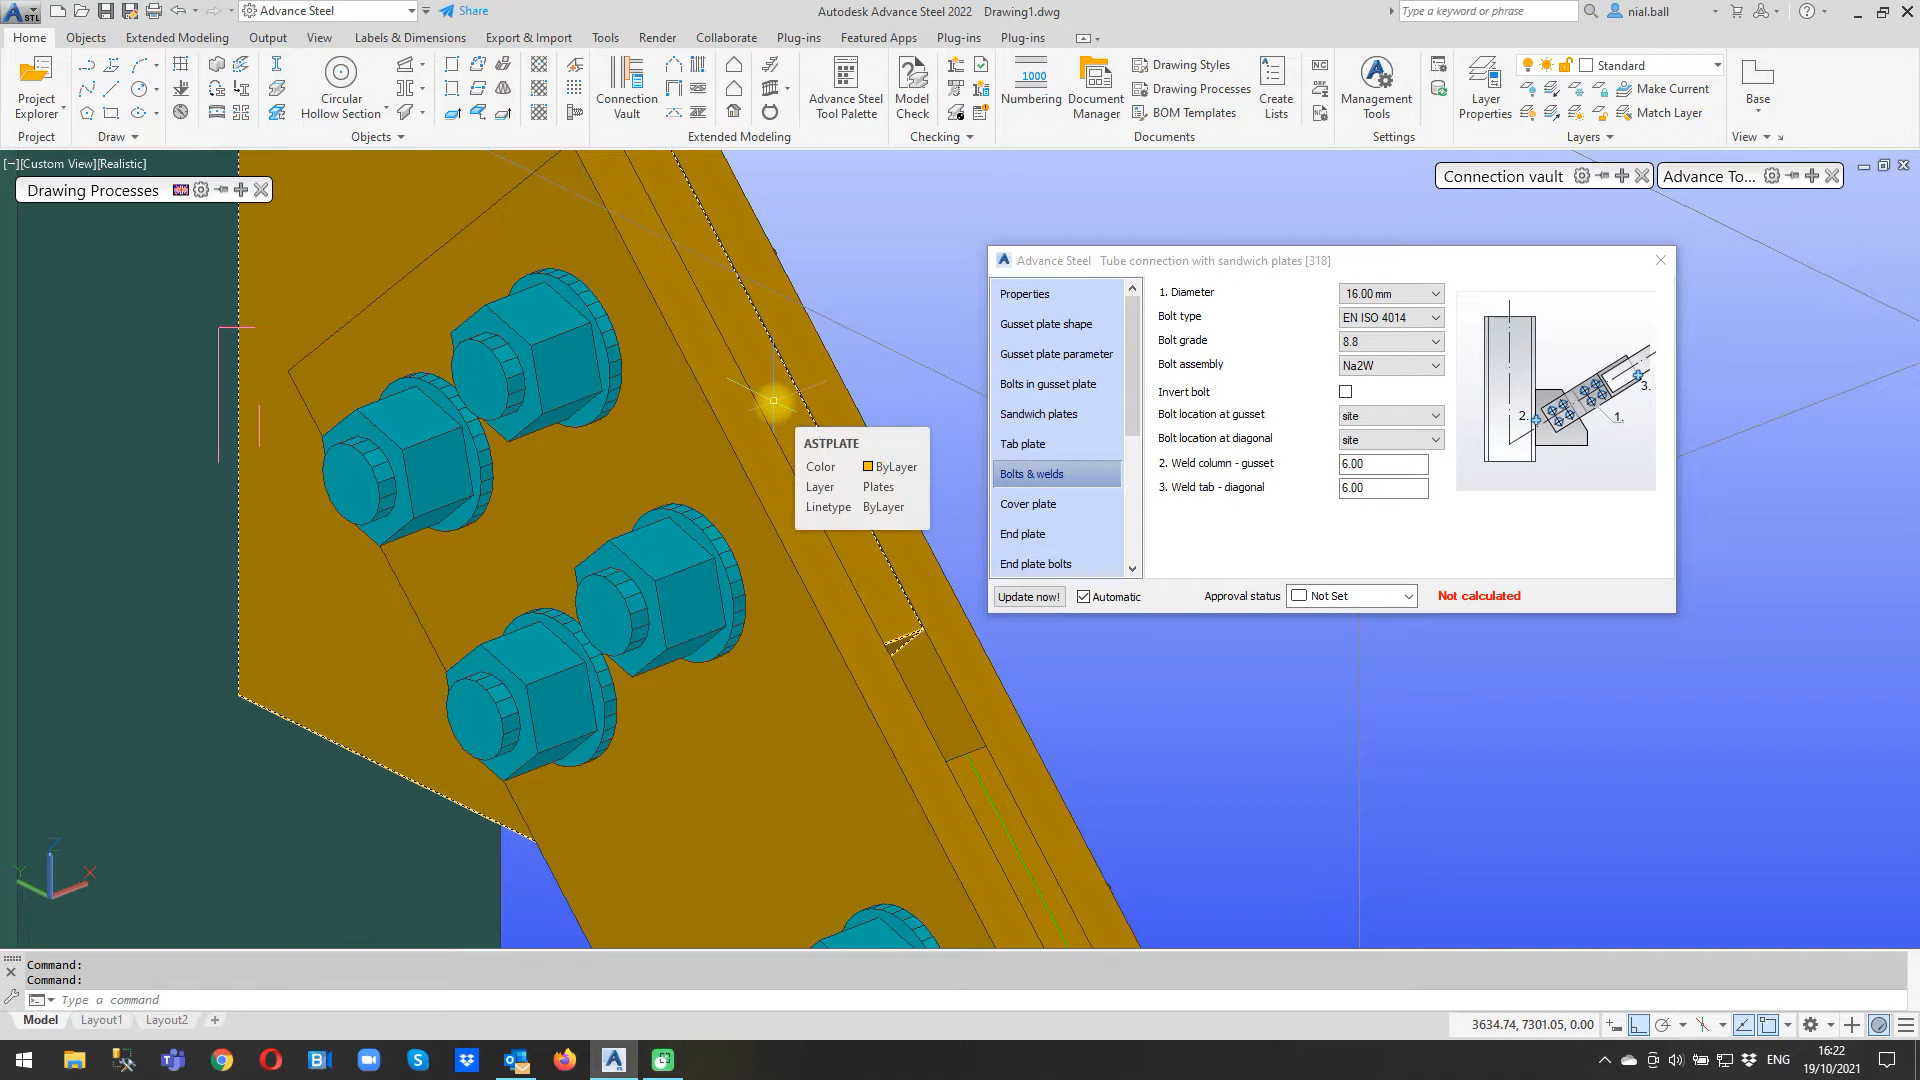 STL
Advance Steel
Share
Autodesk Advance Steel 2022 Drawing1.dwg
Type a keyword or phrase
nial.ball
Home Objects Extended Modeling Output View Labels & Dimensions Export & Import Tools Render Collaborate Plug-ins Featured Apps Plug-ins Plug-ins
Project Explorer
Project
Draw
Circular Hollow Section
Objects
Connection Vault
Extended Modeling
Advance Steel Tool Palette
Model Check
Checking
1000
Numbering
Document Manager
Drawing Styles
Drawing Processes
BOM Templates
NC
DXF
NC
Create Lists
Documents
Management Tools
Settings
Layer Properties
Standard
Make Current
Match Layer
Layers
Base
View
[−][Custom View][Realistic]
Drawing Processes
Connection vault
Advance To...
Advance Steel Tube connection with sandwich plates [318]
Properties
Gusset plate shape
Gusset plate parameter
Bolts in gusset plate
Sandwich plates
Tab plate
Bolts & welds
Cover plate
End plate
End plate bolts
1. Diameter 16.00 mm
Bolt type EN ISO 4014
Bolt grade 8.8
Bolt assembly Na2W
Invert bolt
Bolt location at gusset site
Bolt location at diagonal site
2. Weld column - gusset 6.00
3. Weld tab - diagonal 6.00
3.
2.
1.
Update now! Automatic Approval status Not Set Not calculated
ASTPLATE
Color ByLayer
Layer Plates
Linetype ByLayer
Z
Y
X
Command:
Command:
Type a command
Model Layout1 Layout2
3634.74, 7301.05, 0.00
ENG
16:22
19/10/2021